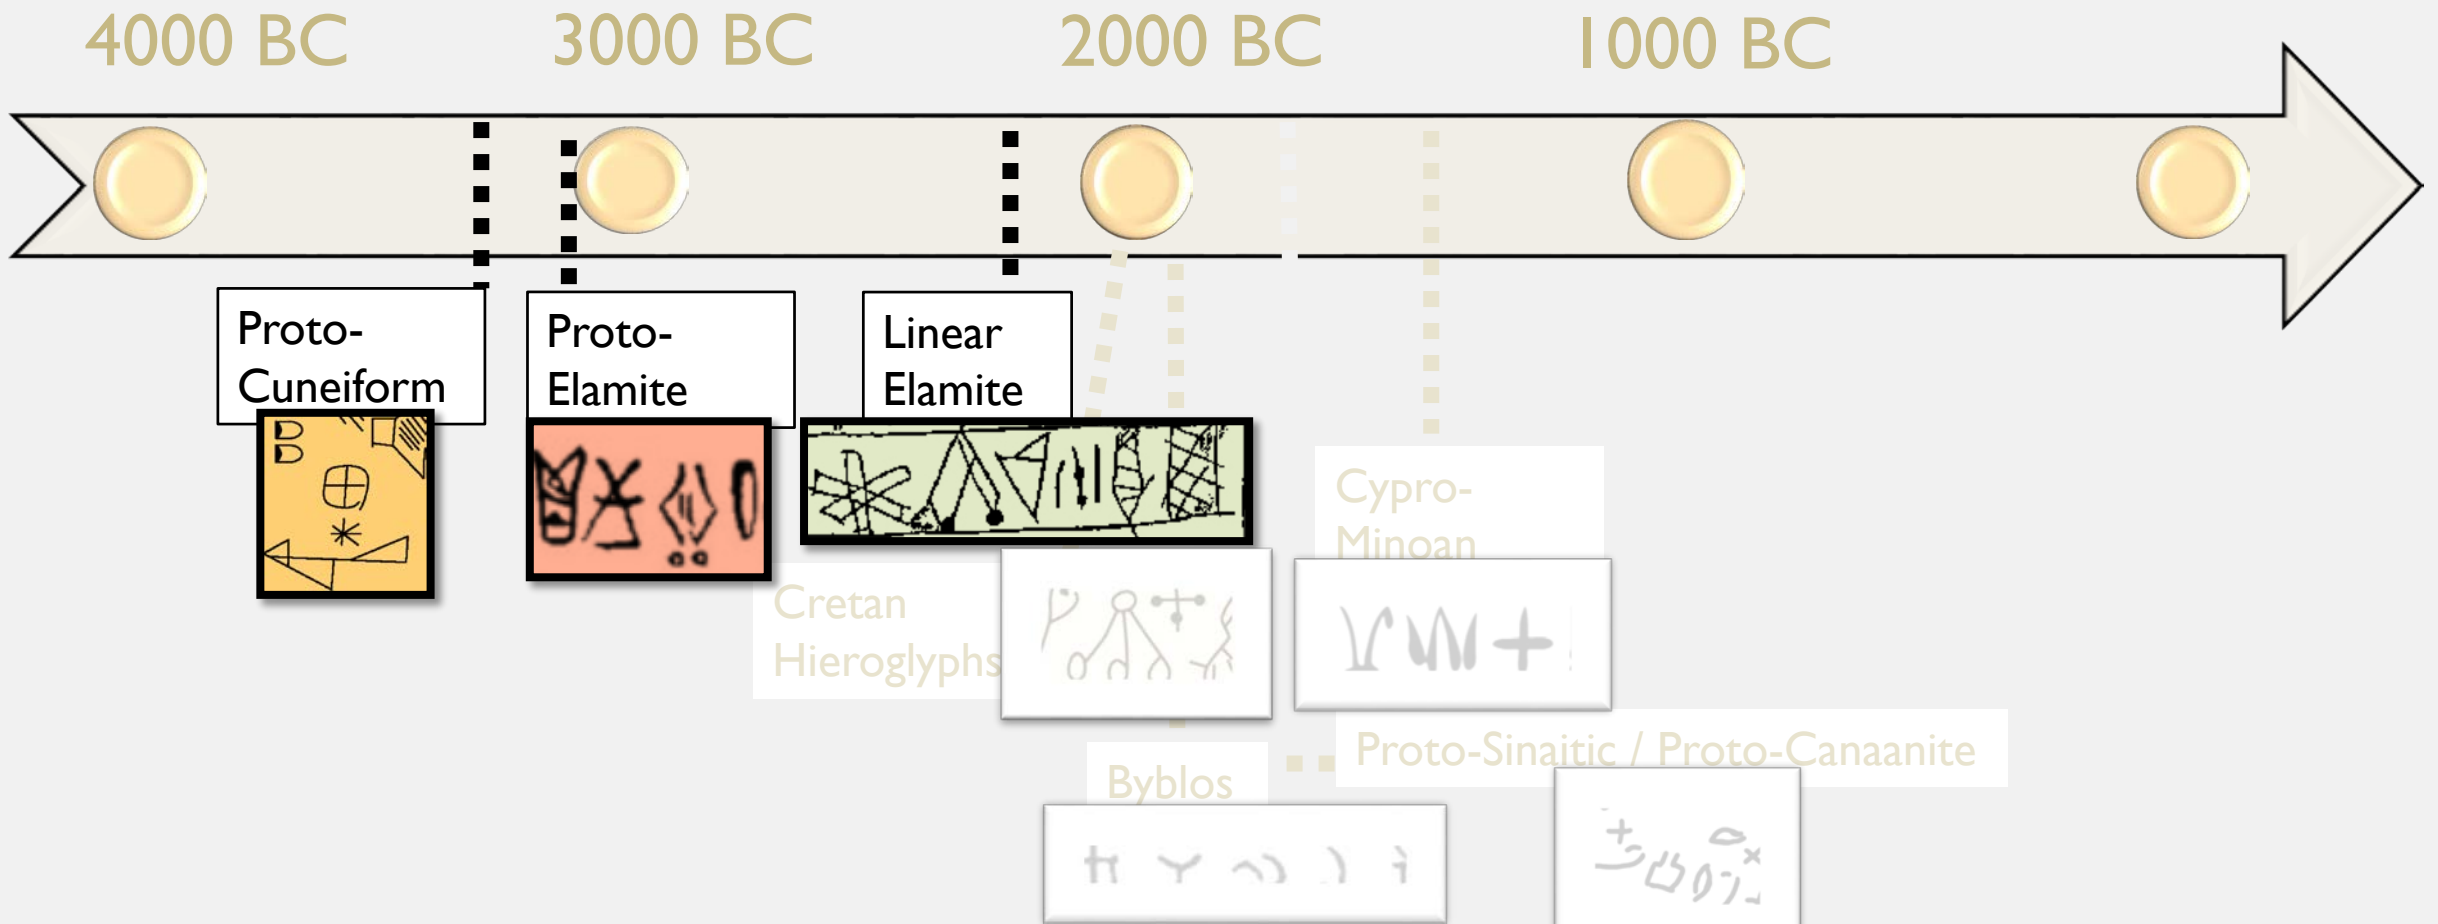 4000 BC
3000 BC
2000 BC
1000 BC
Proto-
Cuneiform
Proto-
Elamite
Linear
Elamite
Cypro-
Minoan
Cretan
Hieroglyphs
Proto-Sinaitic / Proto-Canaanite
Byblos